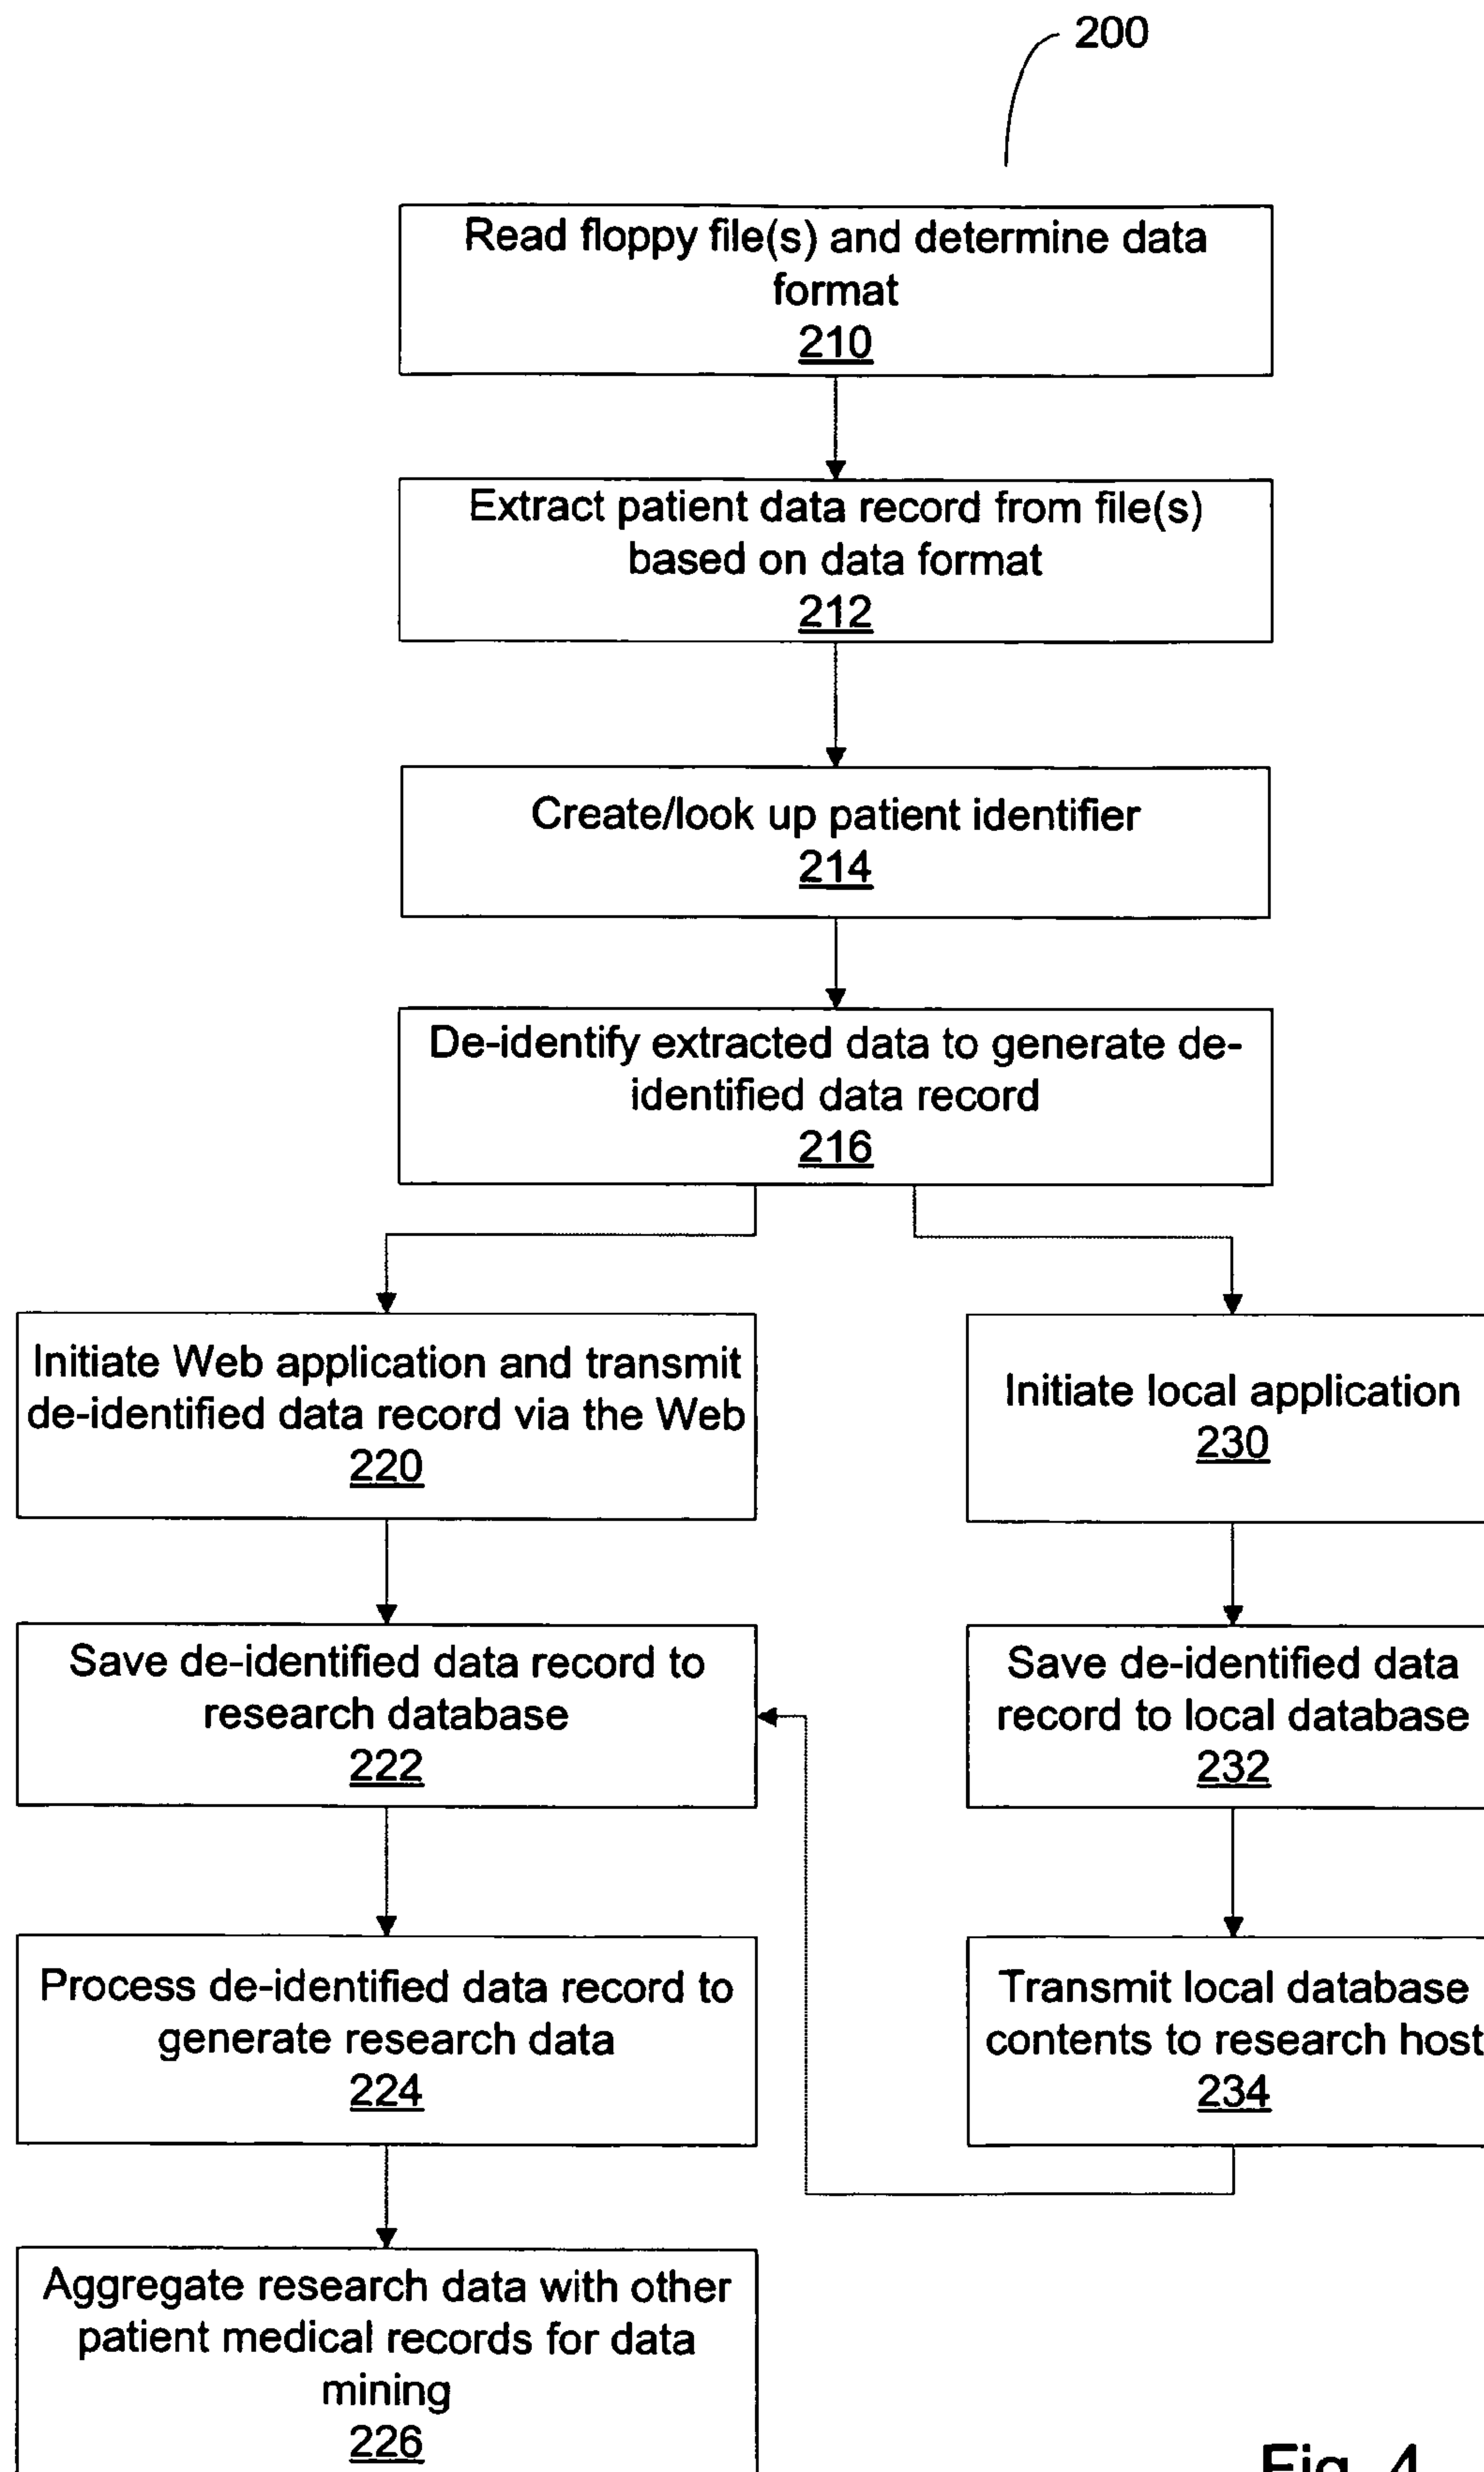 200
Read floppy file(s) and determine data
format
210
Extract patient data record from file(s)
based on data format
212
Create/look up patient identifier
214
De-identify extracted data to generate de-
identified data record
216
Initiate Web application and transmit
de-identified data record via the Web
220
Initiate local application
230
Save de-identified data record to
research database
222
Save de-identified data
record to local database
232
Process de-identified data record to
generate research data
224
Transmit local database
contents to research host
234
Aggregate research data with other
patient medical records for data
mining
226
Fig. 4